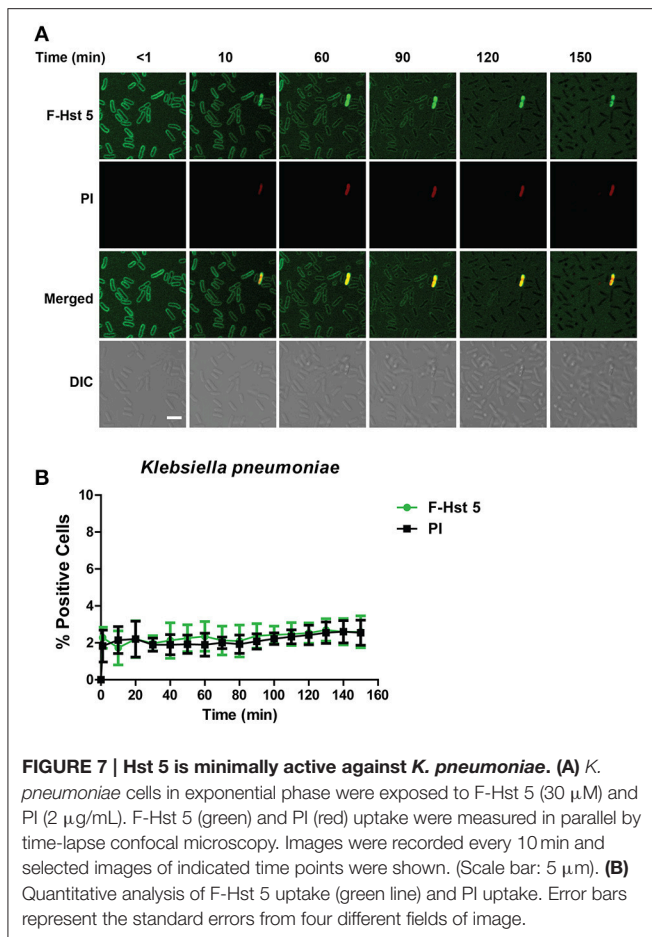 A
Time (min) <1 10 60 90 120 150
F-Hst 5
PI
Merged
DIC
B
Klebsiella pneumoniae
% Positive Cells
10
8
6
4
2
0
0 20 40 60 80 100 120 140 160
Time (min)
F-Hst 5
PI
FIGURE 7 | Hst 5 is minimally active against K. pneumoniae. (A) K.
pneumoniae cells in exponential phase were exposed to F-Hst 5 (30 μM) and
PI (2 μg/mL). F-Hst 5 (green) and PI (red) uptake were measured in parallel by
time-lapse confocal microscopy. Images were recorded every 10 min and
selected images of indicated time points were shown. (Scale bar: 5 μm). (B)
Quantitative analysis of F-Hst 5 uptake (green line) and PI uptake. Error bars
represent the standard errors from four different fields of image.